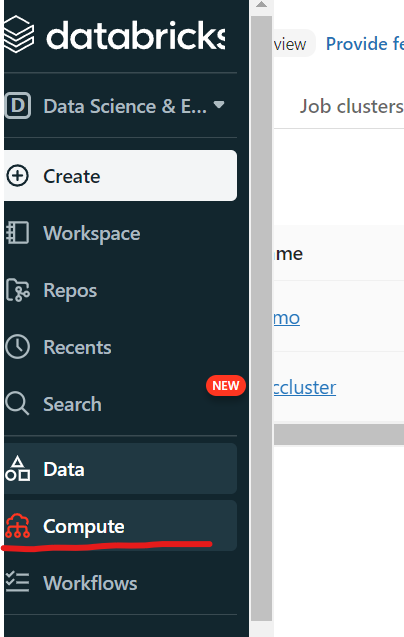 databricks
view Provide fe
D Data Science & E...
Job clusters
Create
me
Workspace
Repos
mo
Recents
NEW
ccluster
Search
Data
Compute
Workflows